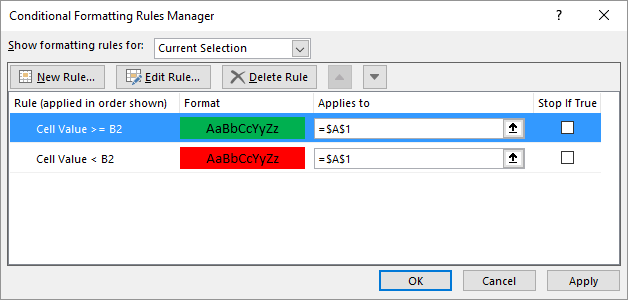 Conditional Formatting Rules Manager ? ×
Show formatting rules for: Current Selection
New Rule... Edit Rule... Delete Rule
Rule (applied in order shown) Format Applies to Stop If True
Cell Value >= B2 AaBbCcYyZz =$A$1
Cell Value < B2 AaBbCcYyZz =$A$1
OK Cancel Apply